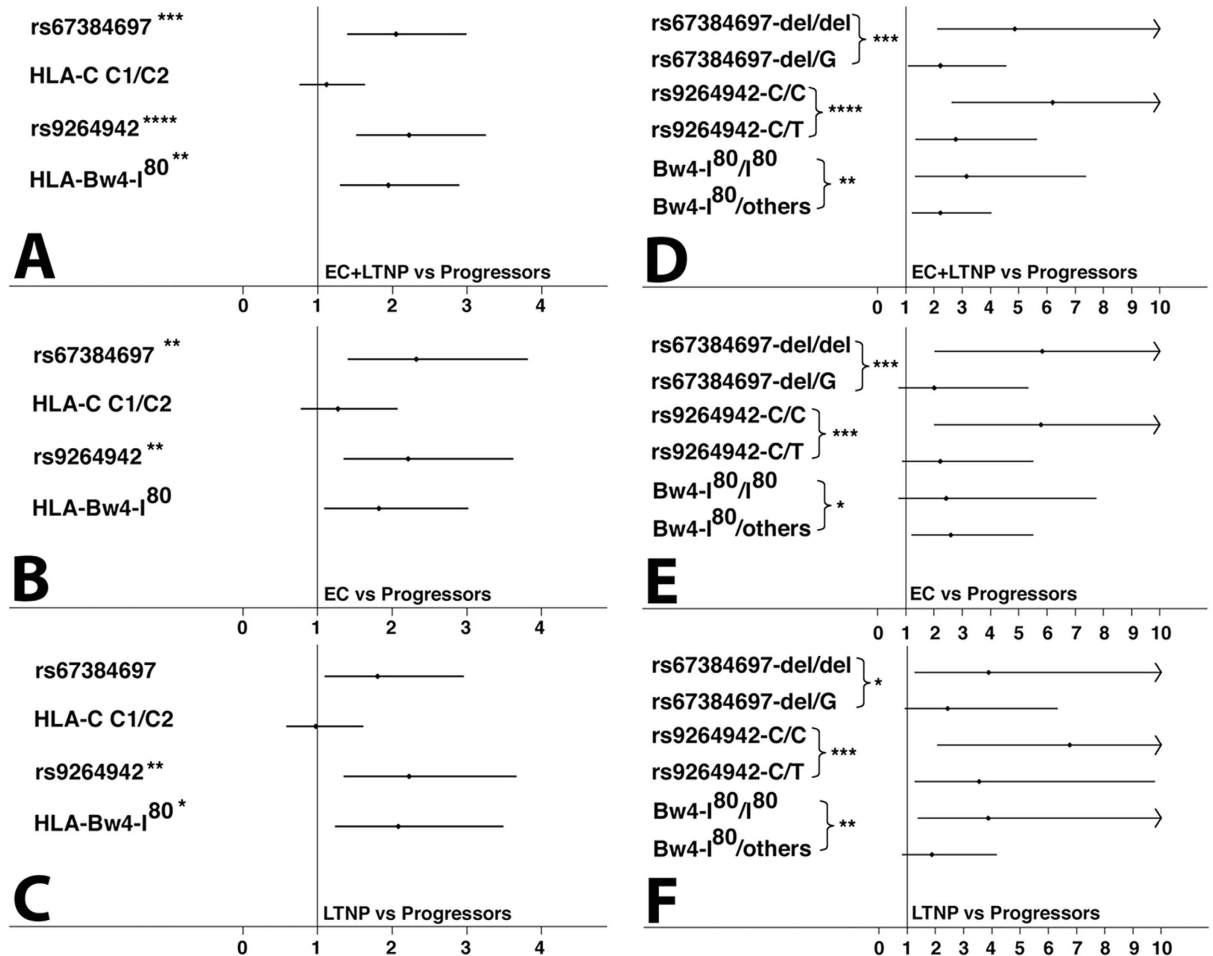 rs67384697 ***
HLA-C C1/C2
rs9264942 ****
HLA-Bw4-I80 **
A
EC+LTNP vs Progressors
0 1 2 3 4
rs67384697 **
HLA-C C1/C2
rs9264942 **
HLA-Bw4-I80
B
EC vs Progressors
0 1 2 3 4
rs67384697
HLA-C C1/C2
rs9264942 **
HLA-Bw4-I80 *
C
LTNP vs Progressors
0 1 2 3 4
rs67384697-del/del
***
rs67384697-del/G
rs9264942-C/C
****
rs9264942-C/T
Bw4-I80/I80
**
Bw4-I80/others
D
EC+LTNP vs Progressors
0 1 2 3 4 5 6 7 8 9 10
rs67384697-del/del
***
rs67384697-del/G
rs9264942-C/C
***
rs9264942-C/T
Bw4-I80/I80
*
Bw4-I80/others
E
EC vs Progressors
0 1 2 3 4 5 6 7 8 9 10
rs67384697-del/del
*
rs67384697-del/G
rs9264942-C/C
***
rs9264942-C/T
Bw4-I80/I80
**
Bw4-I80/others
F
LTNP vs Progressors
0 1 2 3 4 5 6 7 8 9 10